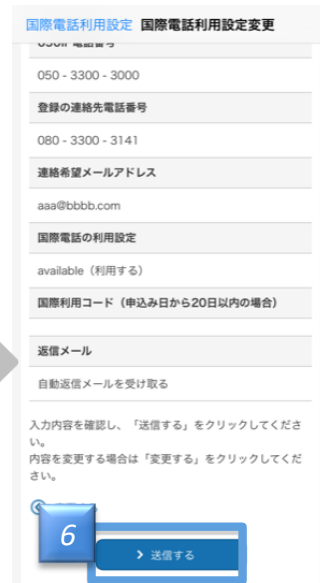 国際電話利用設定 国際電話利用設定変更
050 - 3300 - 3000
登録の連絡先電話番号
080 - 3300 - 3141
連絡希望メールアドレス
aaa@bbbb.com
国際電話の利用設定
available（利用する）
国際利用コード（申込み日から20日以内の場合）
返信メール
自動返信メールを受け取る
入力内容を確認し、「送信する」をクリックしてくださ
い。
内容を変更する場合は「変更する」をクリックしてくだ
さい。
6
送信する